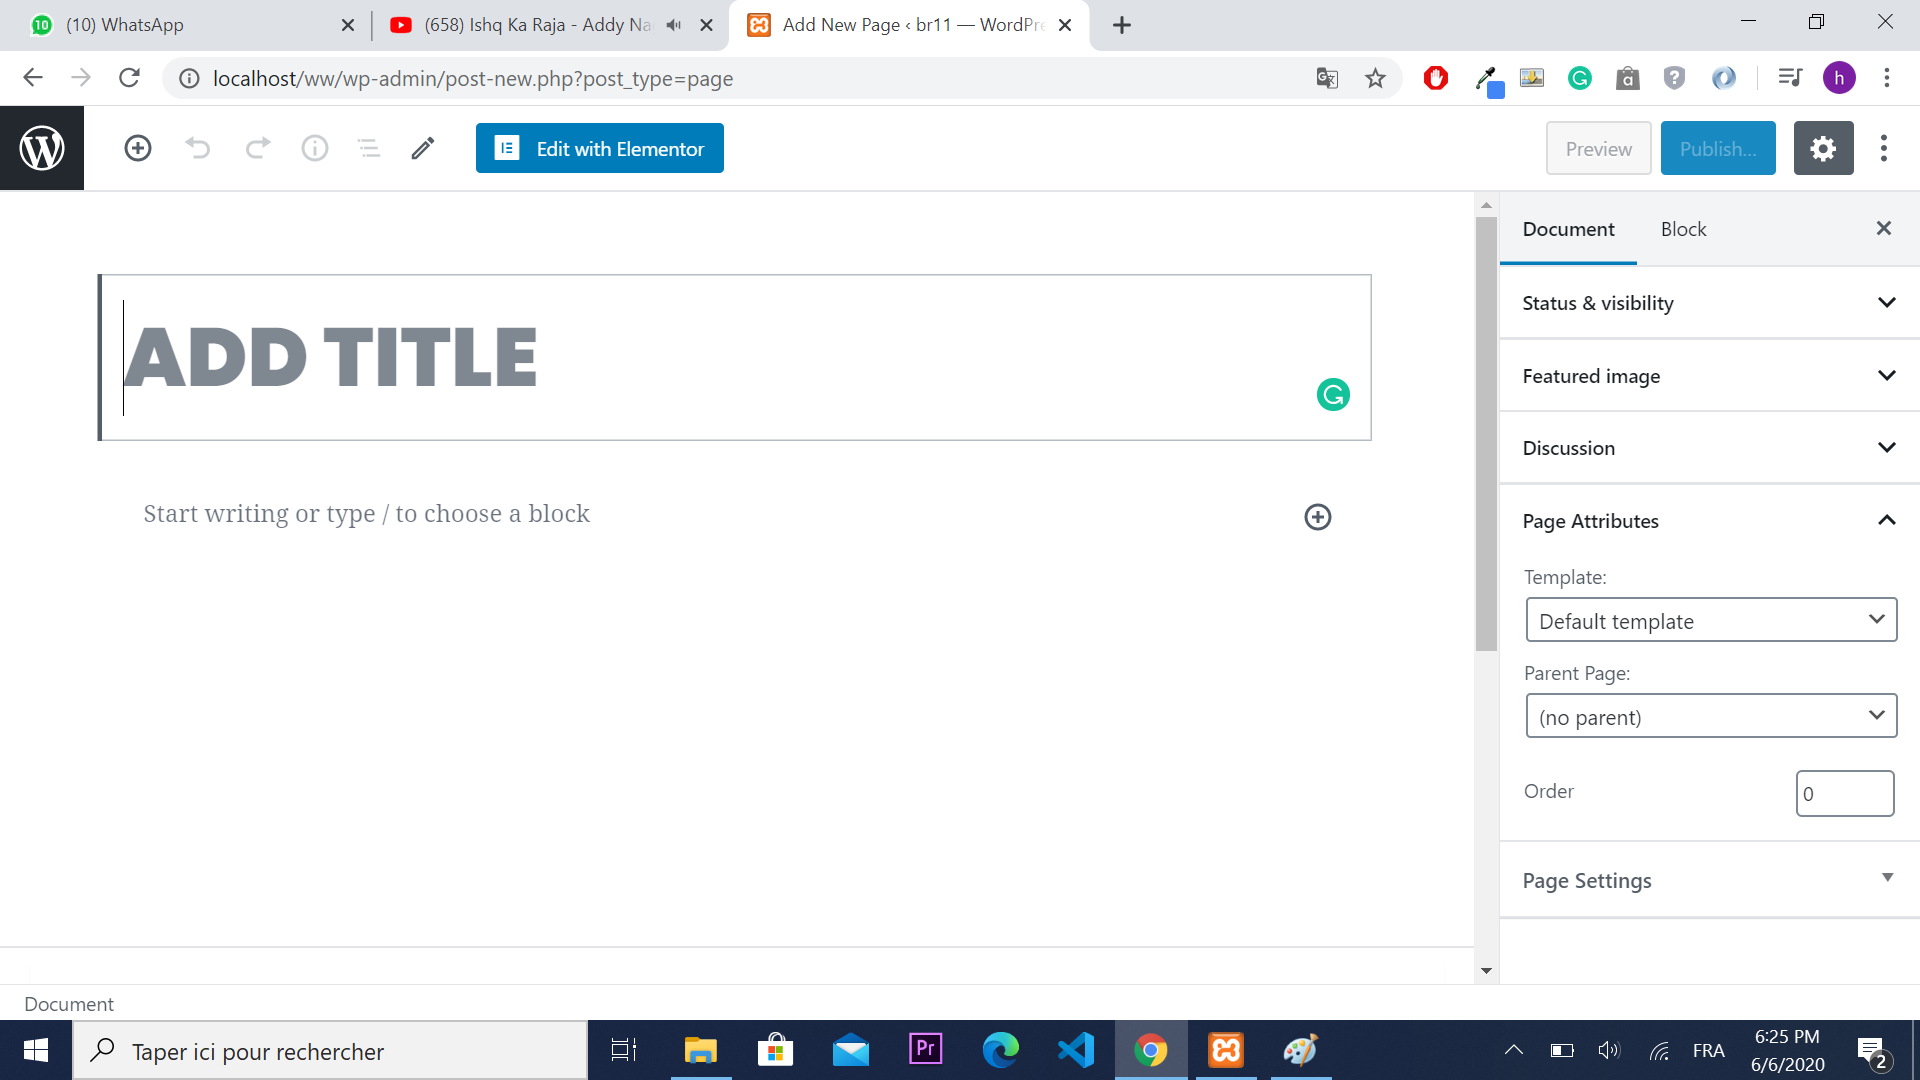 (10) WhatsApp
(658) Ishq Ka Raja - Addy Na
Add New Page ‹ br11 — WordPre
localhost/ww/wp-admin/post-new.php?post_type=page
h
Edit with Elementor
Preview
Publish...
Document
Block
Status & visibility
ADD TITLE
Featured image
Discussion
Start writing or type / to choose a block
Page Attributes
Template:
Default template
Parent Page:
(no parent)
Order
0
Page Settings
Document
Taper ici pour rechercher
Pr
FRA
6:25 PM
6/6/2020
2